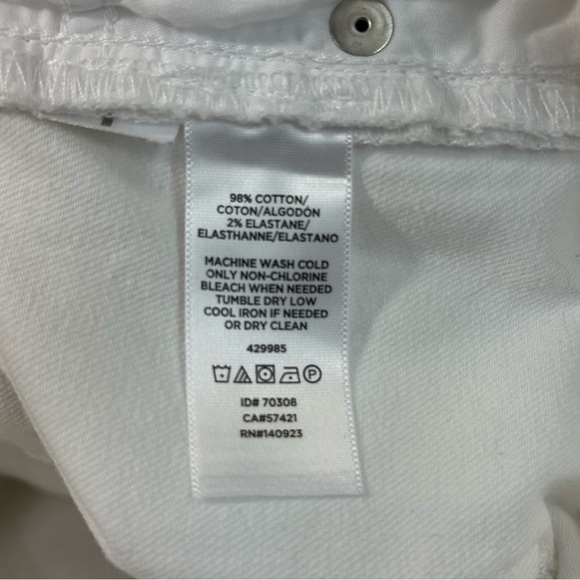 98% COTTON/
COTON/ALGODÓN
2% ELASTANE/
ELASTHANNE/ELASTANO
MACHINE WASH COLD
ONLY NON-CHLORINE
BLEACH WHEN NEEDED
TUMBLE DRY LOW
COOL IRON IF NEEDED
OR DRY CLEAN
429985
P
ID# 70308
CA#57421
RN#140923